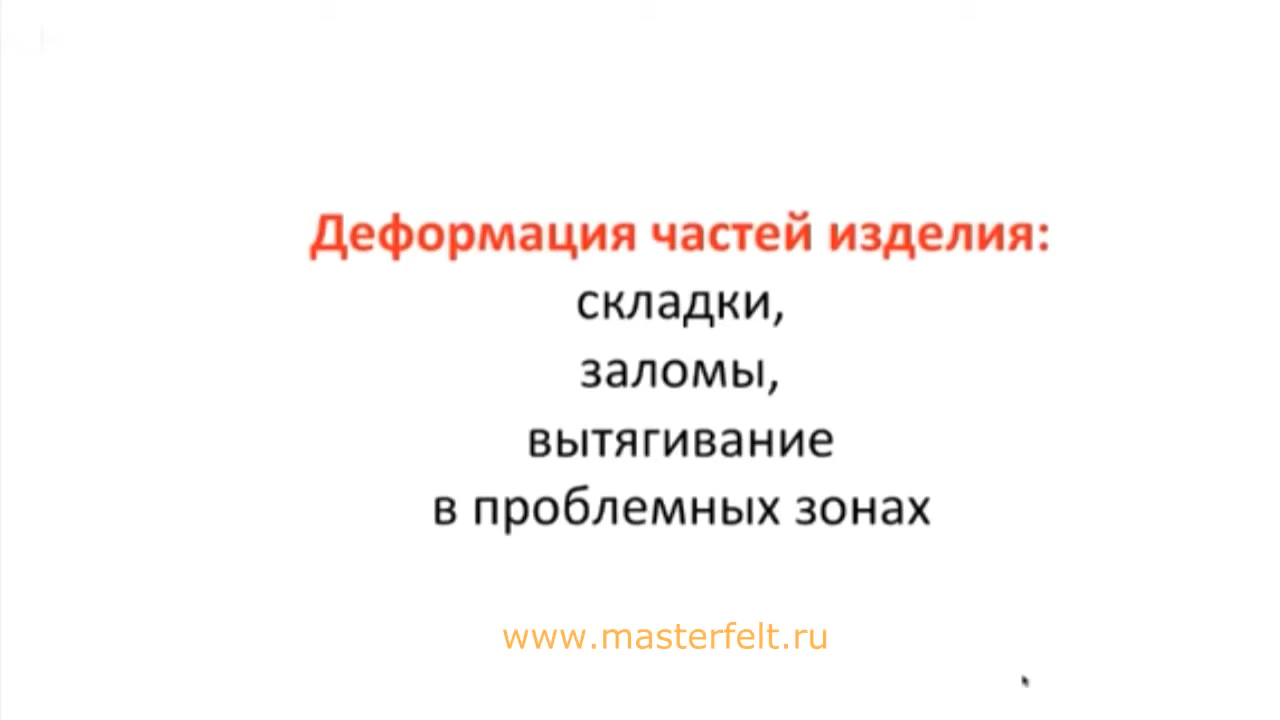 Деформация частей изделия:
складки,
заломы,
вытягивание
в проблемных зонах
www.masterfelt.ru